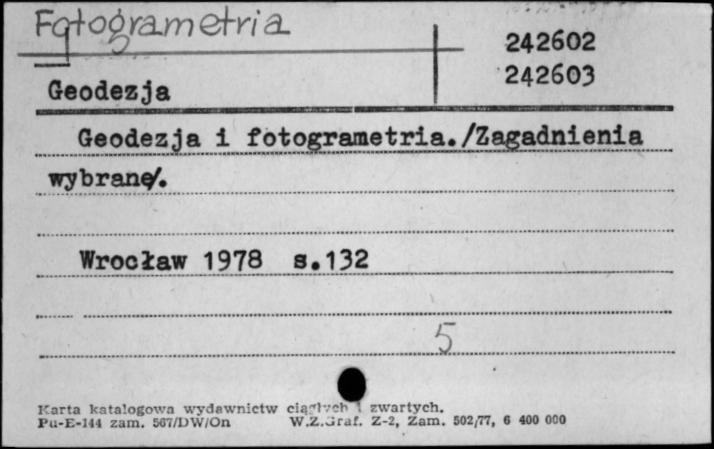 Fotogrametria
242602
242603
Geodezja
Geodezja i fotogrametria./Zagadnienia
wybrane/.
Wrocław 1978 s.132
5
Karta katalogowa wydawnictw ciągłych i zwartych.
Pu-E-144 zam. 567/DW/On W.Z.Graf. Z-2, Zam. 502/77, 6 400 000